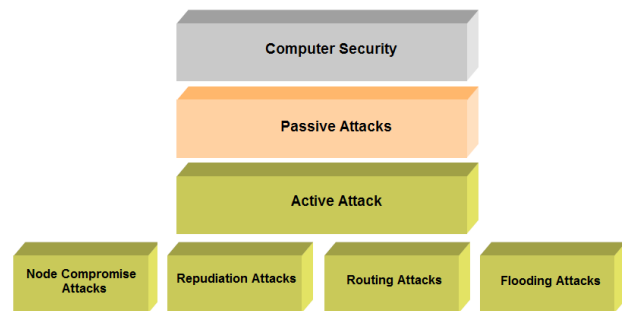 Computer Security
Passive Attacks
Active Attack
Node Compromise
Attacks
Repudiation Attacks
Routing Attacks
Flooding Attacks